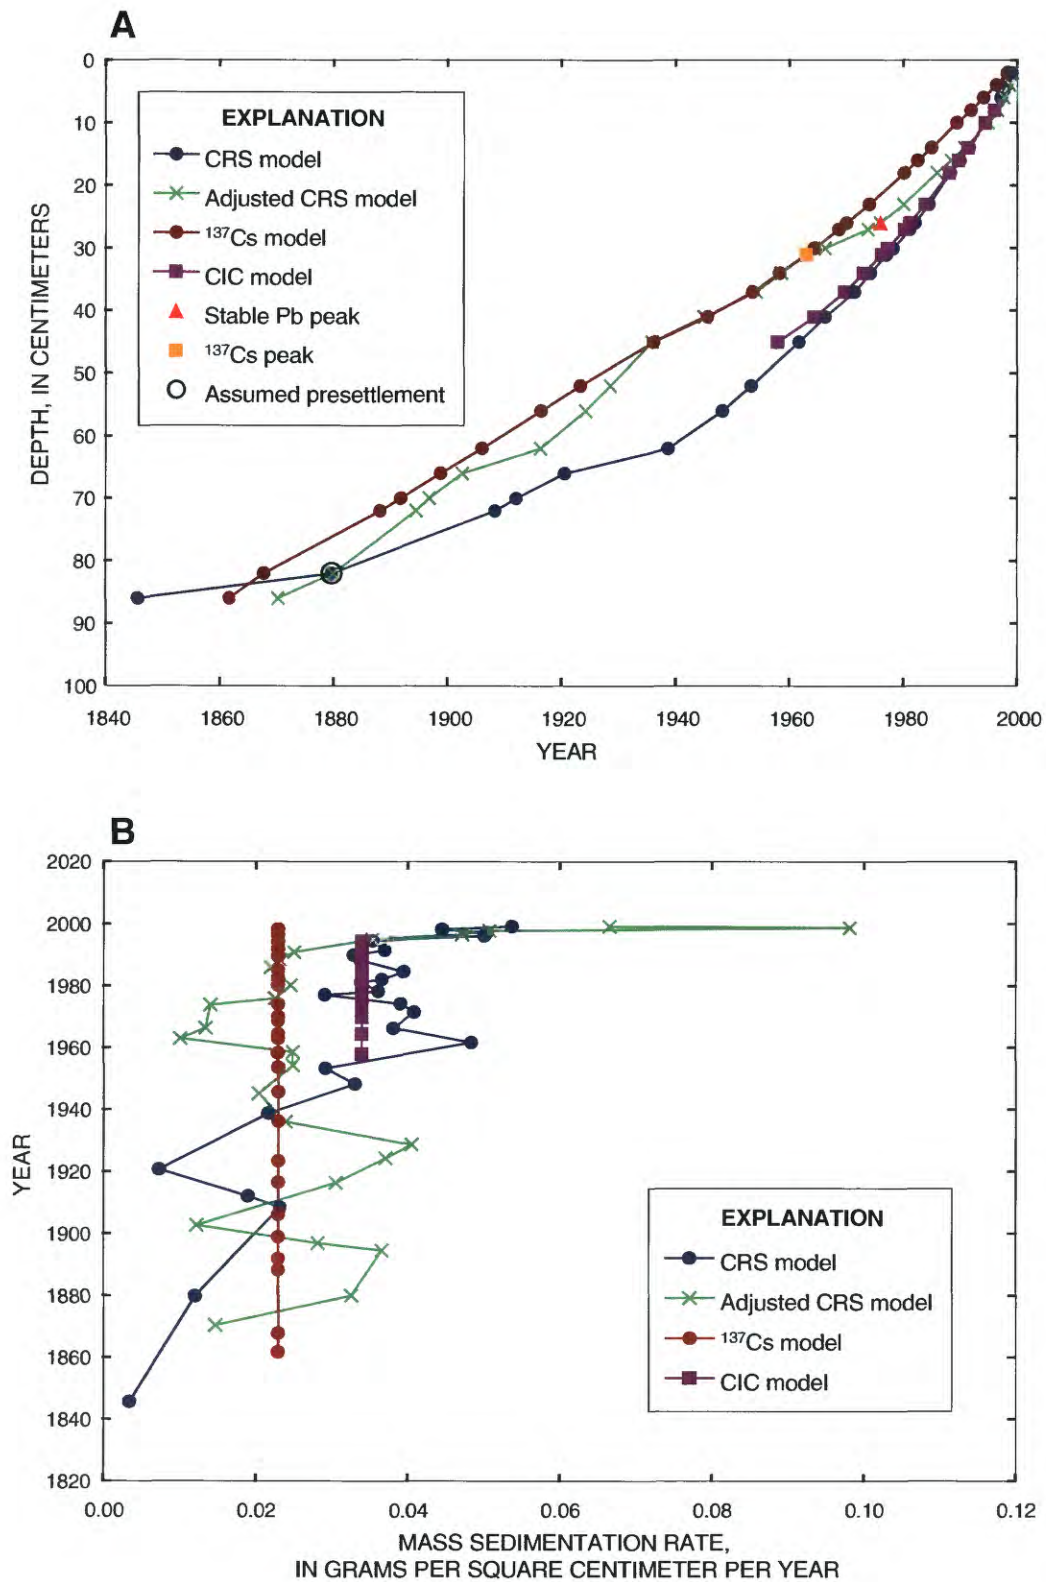 A
EXPLANATION
CRS model
Adjusted CRS model
137Cs model
CIC model
Stable Pb peak
137Cs peak
Assumed presettlement
DEPTH, IN CENTIMETERS
0
10
20
30
40
50
60
70
80
90
100
1840 1860 1880 1900 1920 1940 1960 1980 2000
YEAR
B
YEAR
2020
2000
1980
1960
1940
1920
1900
1880
1860
1840
1820
EXPLANATION
CRS model
Adjusted CRS model
137Cs model
CIC model
0.00 0.02 0.04 0.06 0.08 0.10 0.12
MASS SEDIMENTATION RATE,
IN GRAMS PER SQUARE CENTIMETER PER YEAR